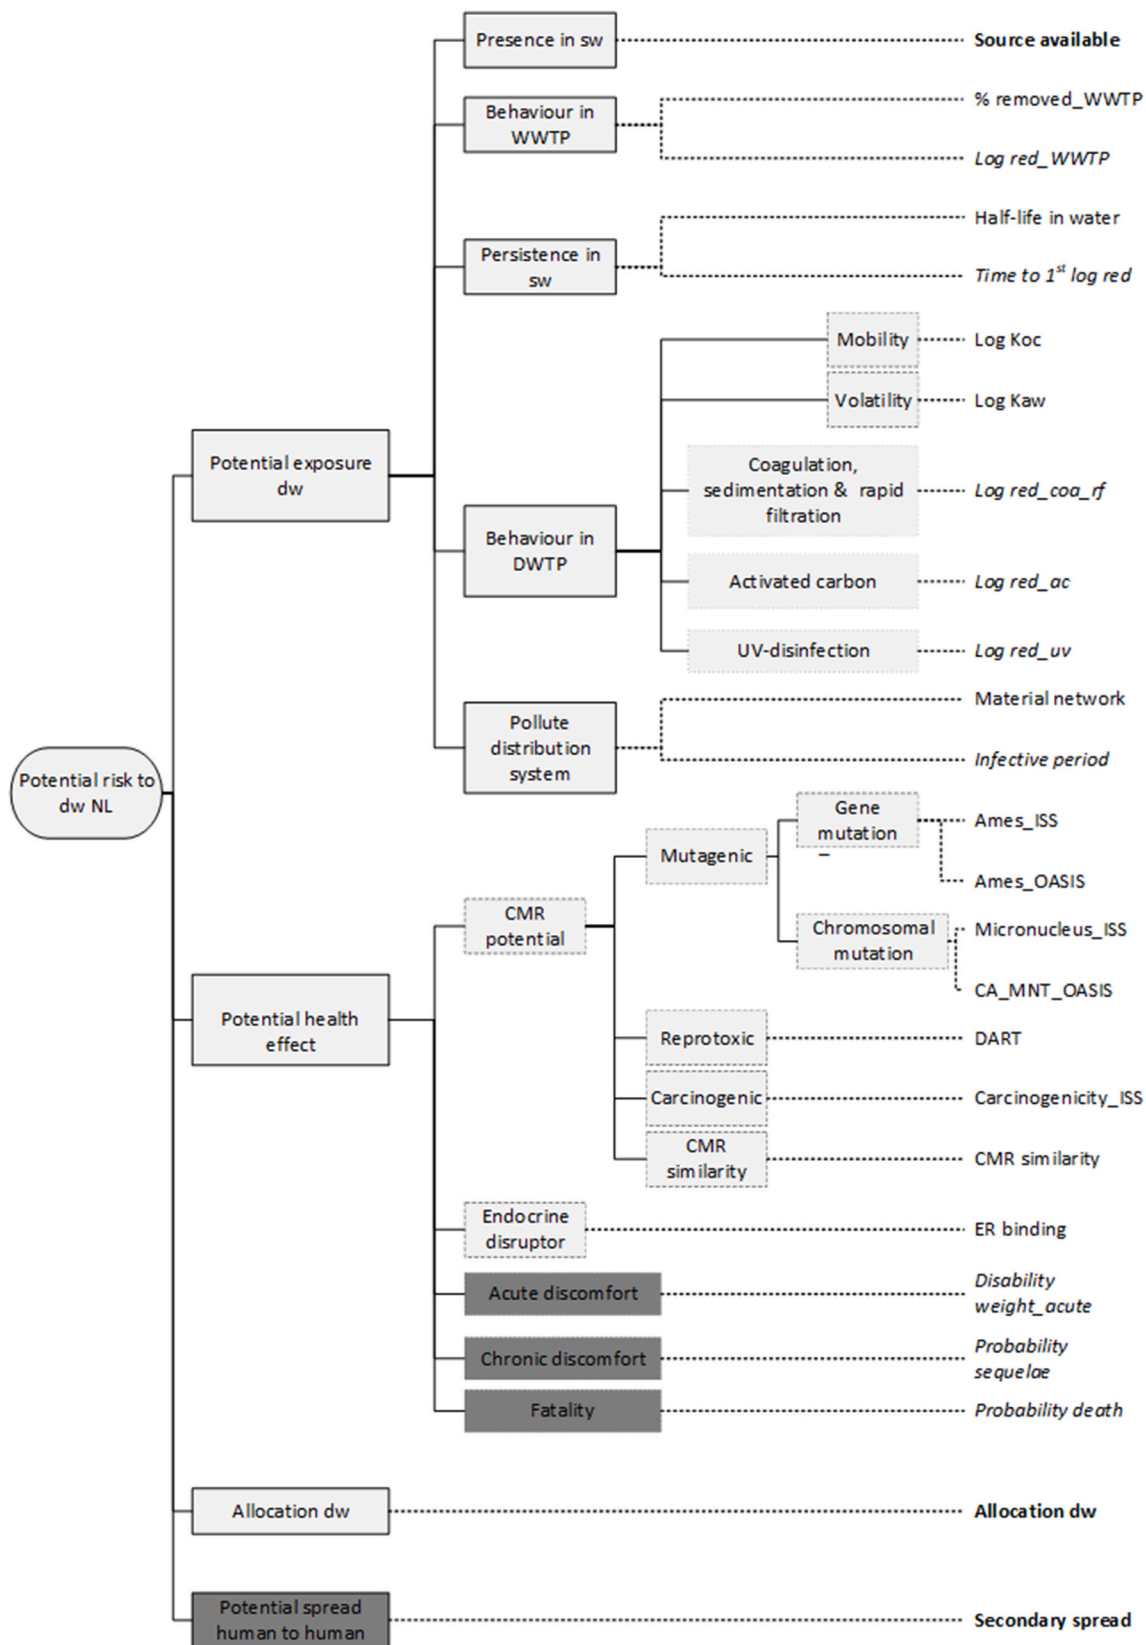 Presence in sw
Source available
Behaviour in
WWTP
% removed_WWTP
Log red_WWTP
Persistence in
sw
Half-life in water
Time to 1st log red
Mobility
Log Koc
Volatility
Log Kaw
Potential exposure
dw
Coagulation,
sedimentation & rapid
filtration
Log red_coa_rf
Behaviour in
DWTP
Activated carbon
Log red_ac
UV-disinfection
Log red_uv
Pollute
distribution
system
Material network
Infective period
Potential risk to
dw NL
Gene
mutation
_
Ames_ISS
Mutagenic
Ames_OASIS
CMR
potential
Chromosomal
mutation
Micronucleus_ISS
CA_MNT_OASIS
Potential health
effect
Reprotoxic
DART
Carcinogenic
Carcinogenicity_ISS
CMR
similarity
CMR similarity
Endocrine
disruptor
ER binding
Acute discomfort
Disability
weight_acute
Chronic discomfort
Probability
sequelae
Fatality
Probability death
Allocation dw
Allocation dw
Potential spread
human to human
Secondary spread